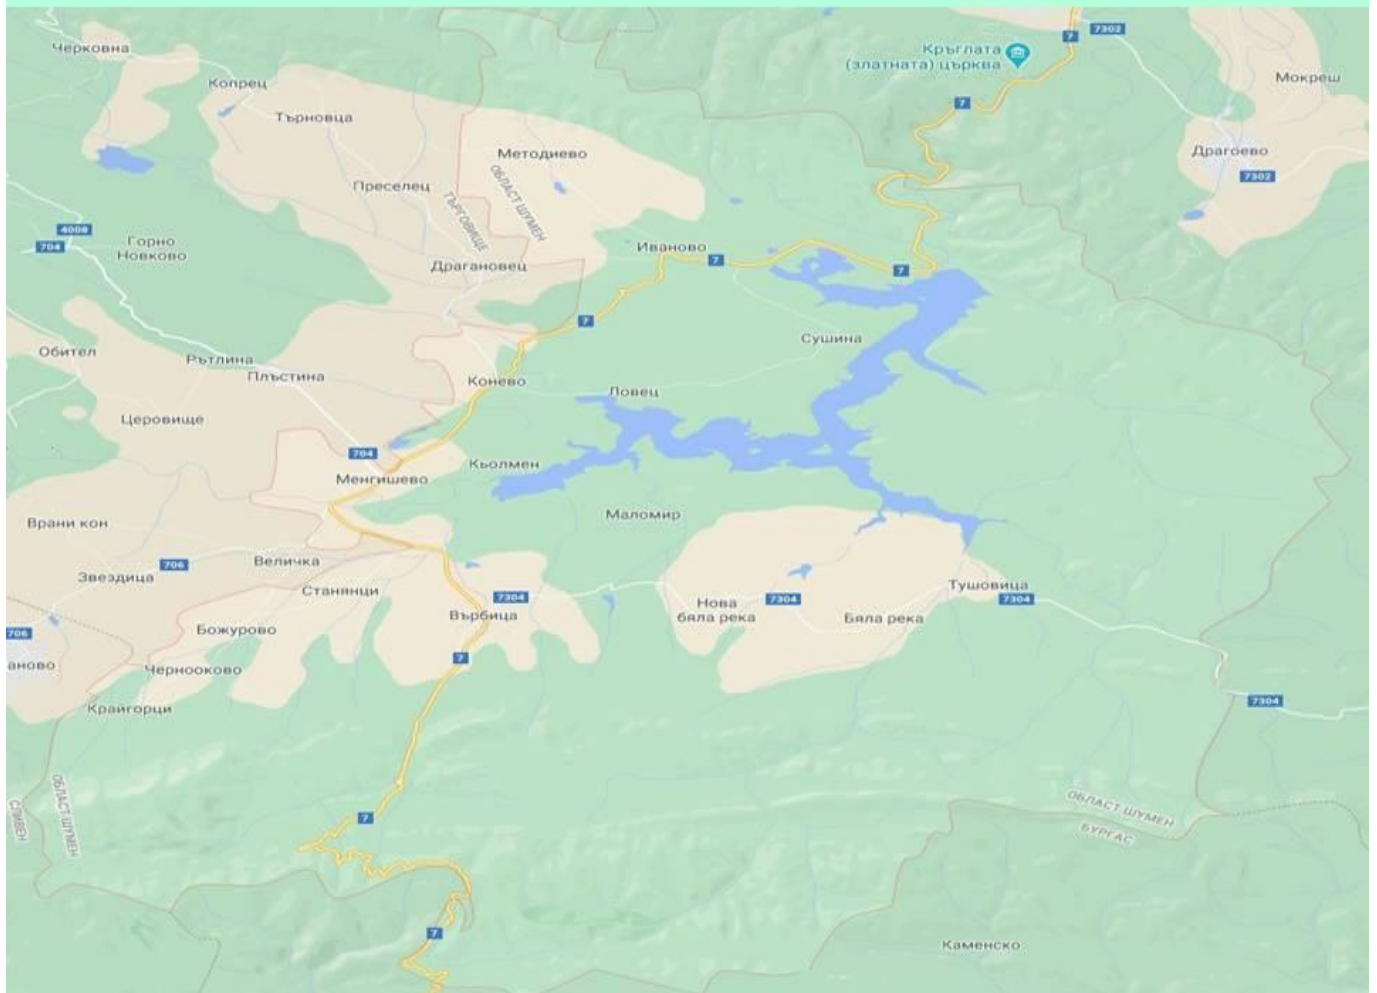 7
7302
Черковна
Кръглата
(златната) църква
Мокреш
Копрец
7
Търновца
Методиево
Драгоево
7302
Преселец
ОБЛАСТ ШУМЕН
ТЪРГОВИЩЕ
4008
704
Горно
Новково
Иваново
7
Драгановец
7
7
Сушина
Обител
Рътлина
Плъстина
Конево
Ловец
Церовище
704
Кьолмен
Менгишево
Маломир
Врани кон
706
Величка
Звездица
Станянци
Тушовица
7304
7304
7304
Нова
бяла река
Бяла река
Върбица
706
Божурово
аново
7
Чернооково
7304
Крайгорци
ОБЛАСТ ШУМЕН
СЛИВЕН
ОБЛАСТ ШУМЕН
БУРГАС
7
7
Каменско